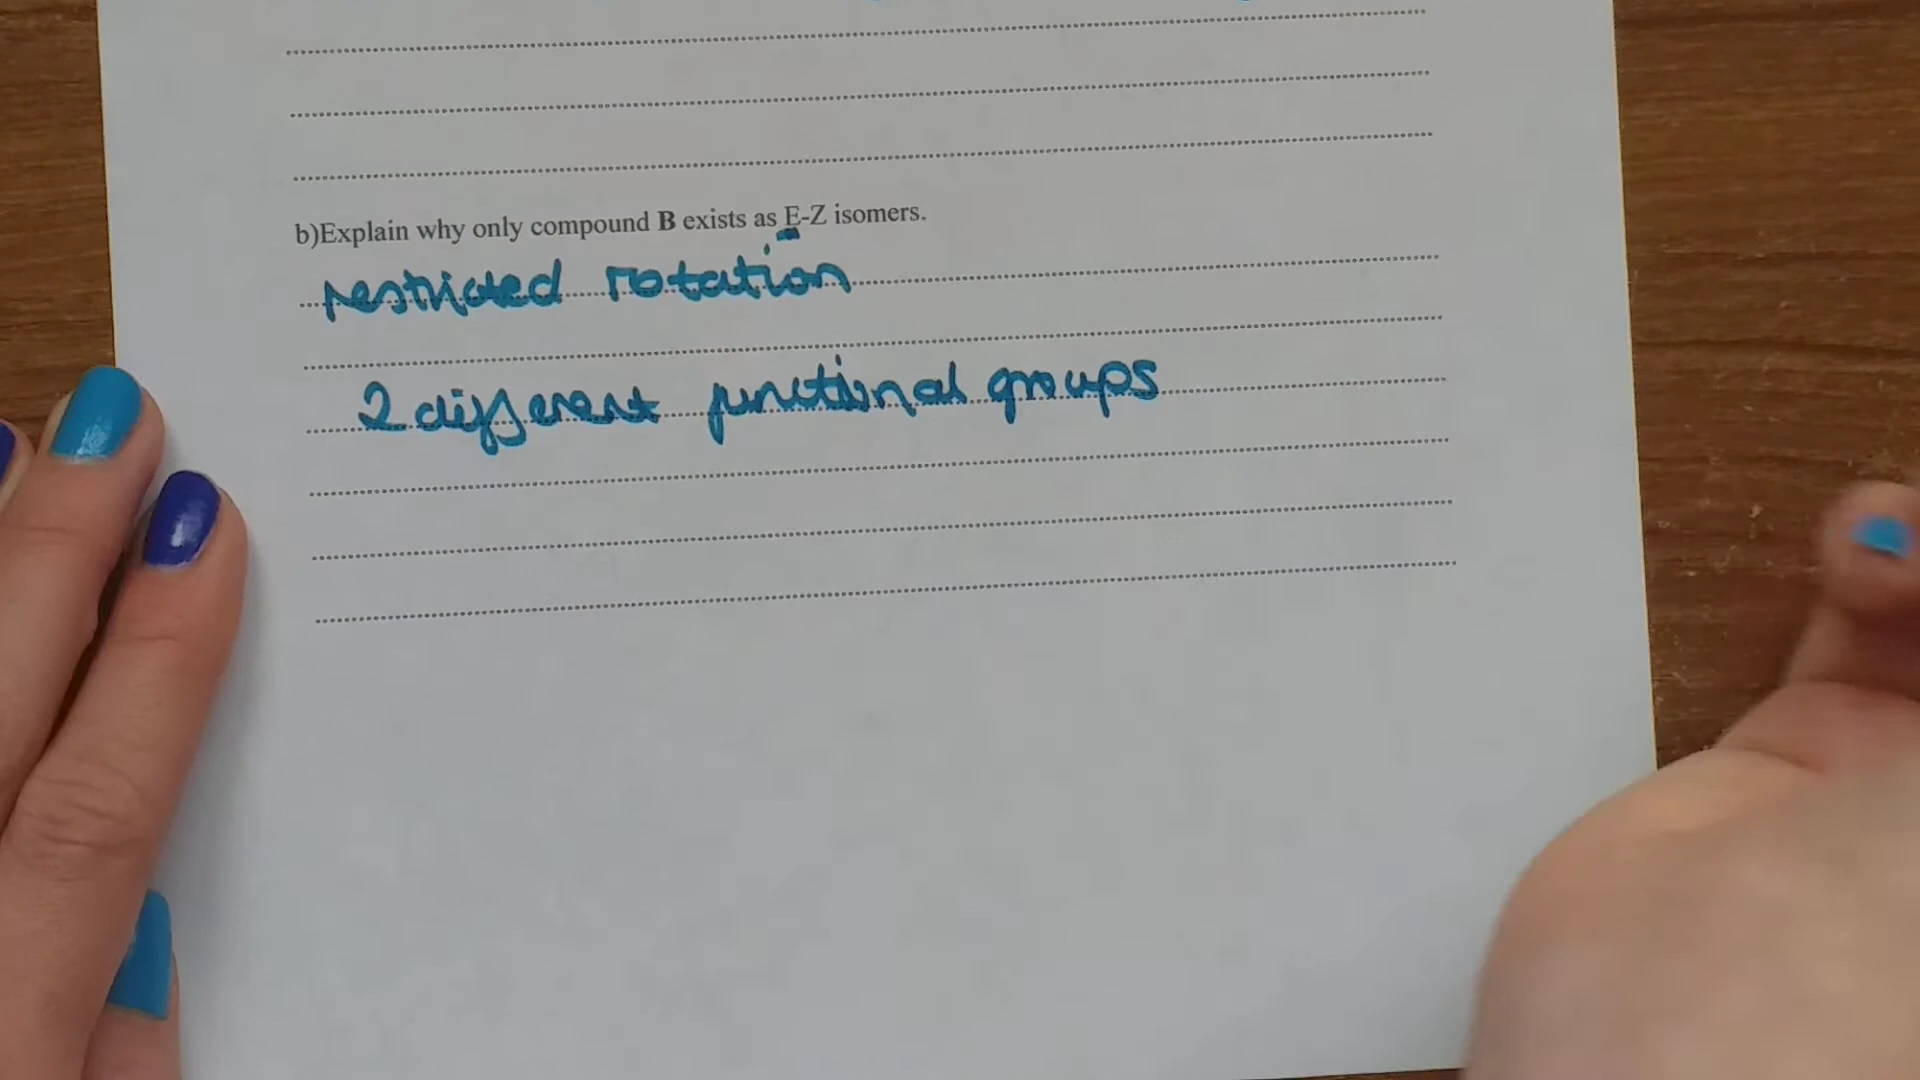 b)Explain why only compound B exists as E-Z isomers.
restricted rotation
2 different functional groups